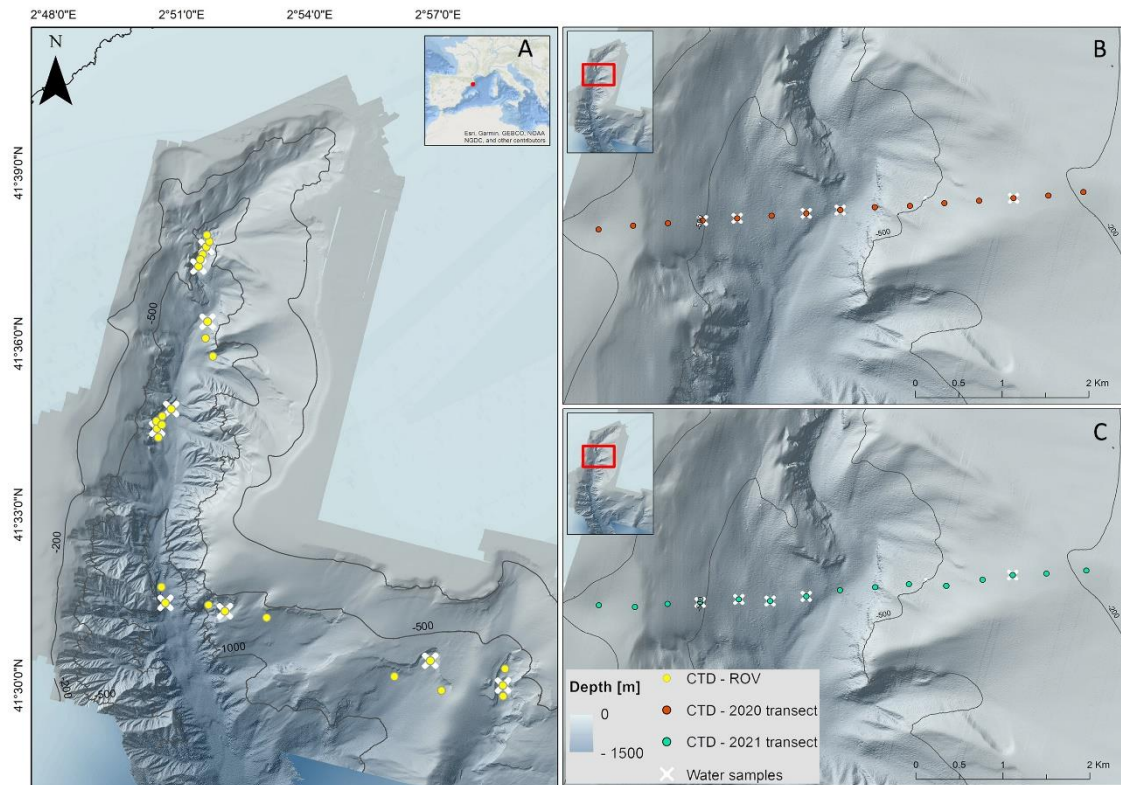 2°48'0"E 2°51'0"E 2°54'0"E 2°57'0"E
N
A
Esri, Garmin, GEBCO, NOAA
NGDC, and other contributors
41°39'0"N
41°36'0"N
41°33'0"N
41°30'0"N
-500
-200
-500
-1000
-200
-500
B
-500
-200
0 0.5 1 2 Km
C
-500
-200
0 0.5 1 2 Km
Depth [m]
0
- 1500
CTD - ROV
CTD - 2020 transect
CTD - 2021 transect
Water samples